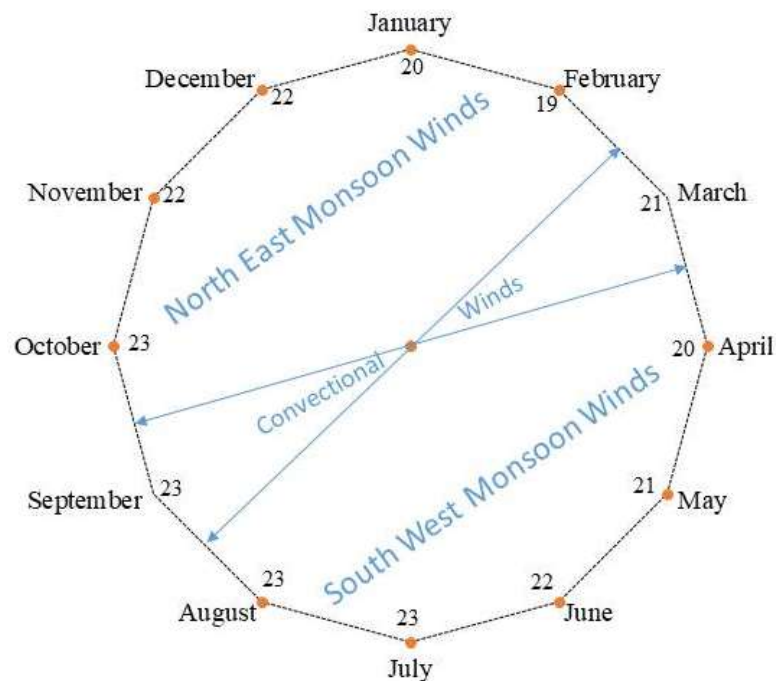 January
20
December
22
February
19
North East Monsoon Winds
November
22
March
21
Winds
October
23
20
April
Convectional
South West Monsoon Winds
September
23
21
May
23
August
22
June
23
July